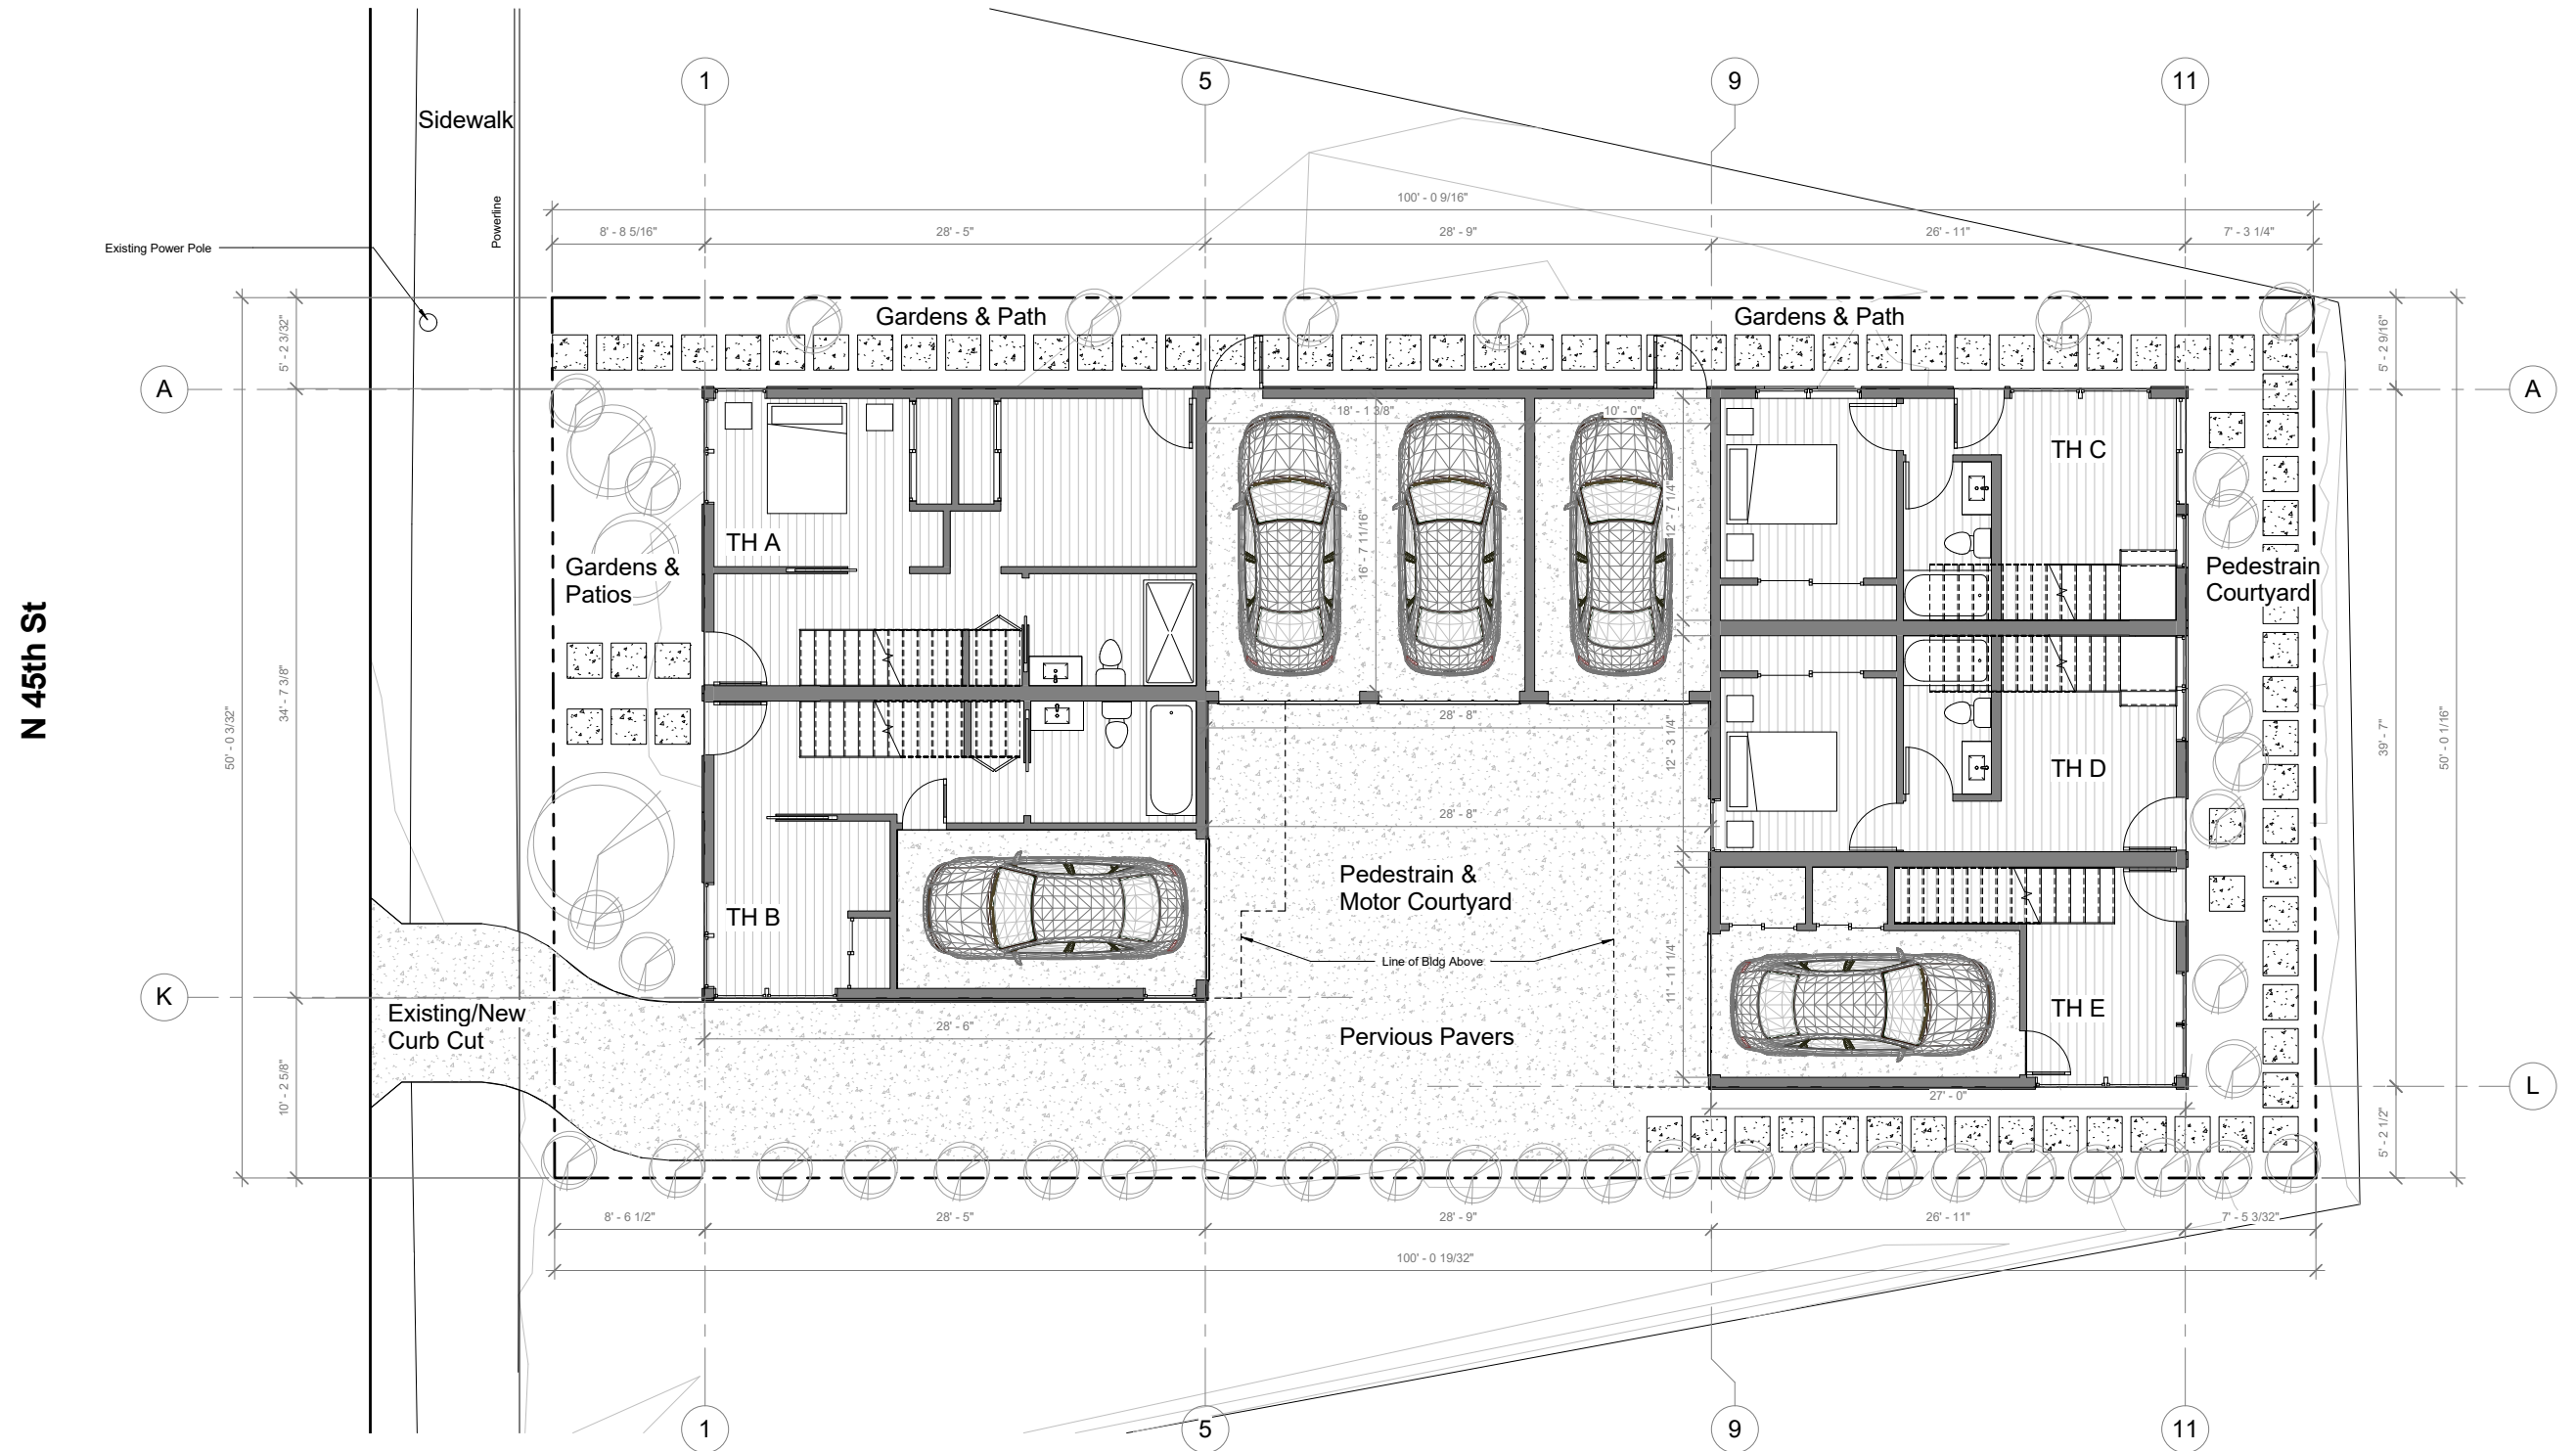 1
5
9
11
Sidewalk
Powerline
Existing Power Pole
100' - 0 9/16"
8' - 8 5/16"
28' - 5"
28' - 9"
26' - 11"
7' - 3 1/4"
Gardens & Path
Gardens & Path
5' - 2 3/32"
5' - 2 9/16"
A
A
18' - 1 3/8"
10' - 0"
TH C
16' - 7 11/16"
12' - 7 1/4"
TH A
Gardens &
Patios
Pedestrain
Courtyard
N 45th St
34' - 7 3/8"
50' - 0 3/32"
28' - 8"
12' - 3 1/4"
TH D
39' - 7"
50' - 0 1/16"
28' - 8"
Pedestrain &
Motor Courtyard
TH B
Line of Bldg Above
11' - 11 1/4"
K
Existing/New
Curb Cut
28' - 6"
Pervious Pavers
TH E
L
10' - 2 5/8"
27' - 0"
5' - 2 1/2"
8' - 6 1/2"
28' - 5"
28' - 9"
26' - 11"
7' - 5 3/32"
100' - 0 19/32"
1
5
9
11